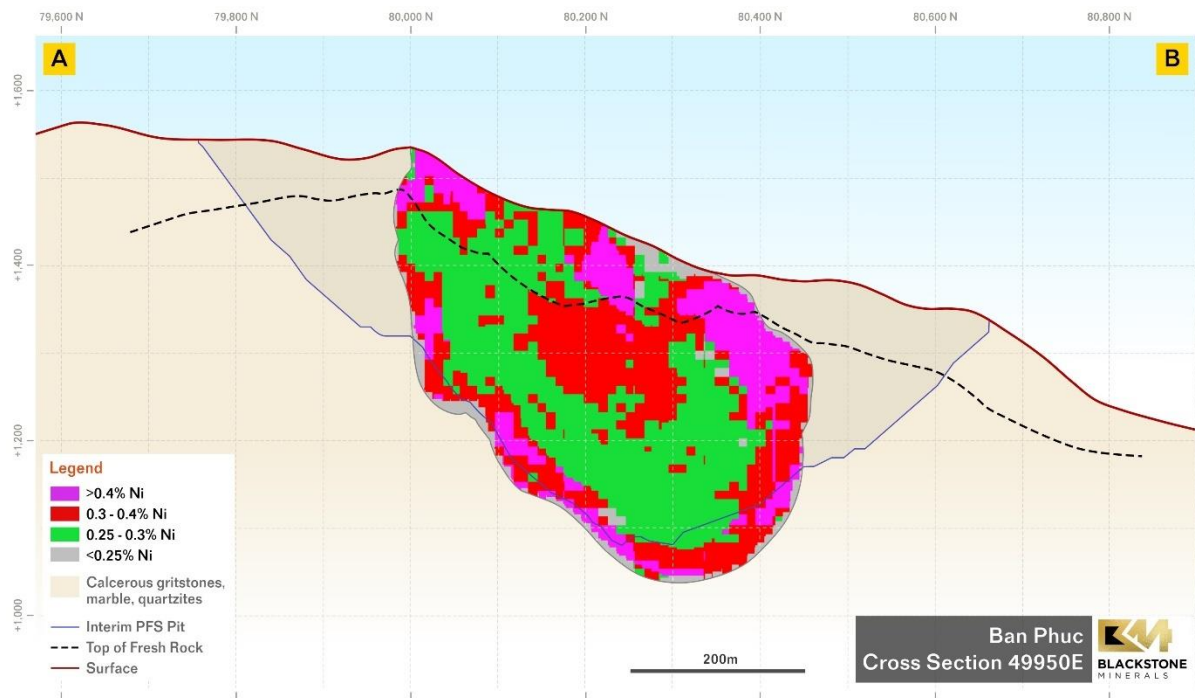 79,600 N
79,800 N
80,000 N
80,200 N
80,400 N
80,600 N
80,800 N
A
B
+1,600
+1,400
+1,200
+1,000
Legend
>0.4% Ni
0.3 - 0.4% Ni
0.25 - 0.3% Ni
<0.25% Ni
Calcerous gritstones,
marble, quartzites
Interim PFS Pit
Top of Fresh Rock
Surface
200m
Ban Phuc
Cross Section 49950E
BLACKSTONE
MINERALS